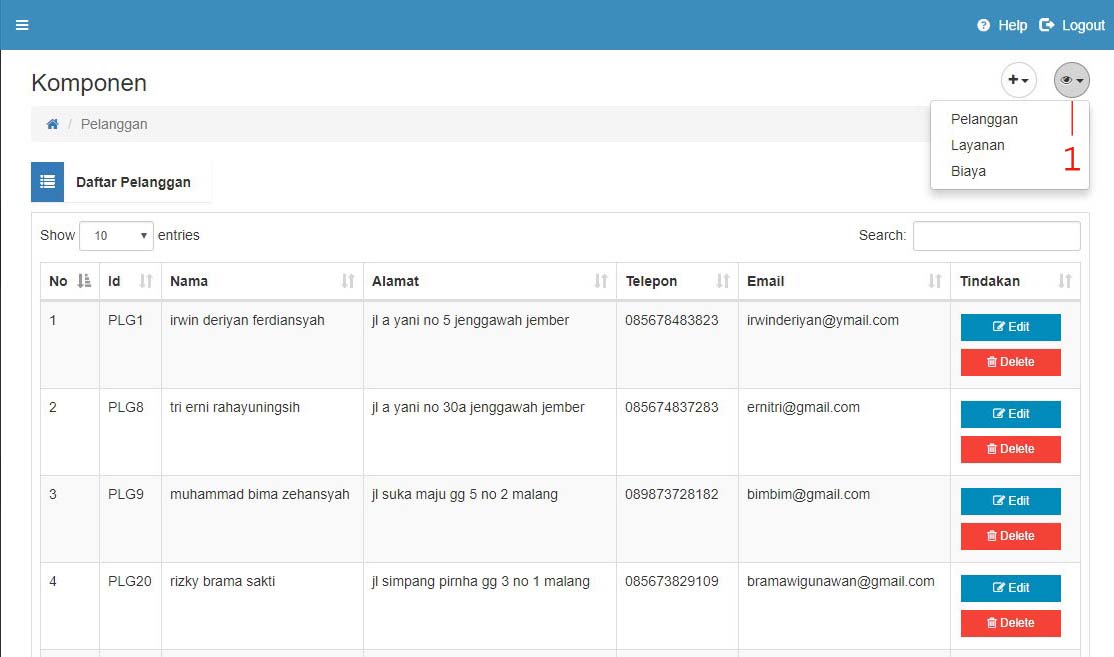 Help Logout
Komponen
/ Pelanggan
Pelanggan
Layanan
Biaya
1
Daftar Pelanggan
Show 10 entries Search:
No Id Nama Alamat Telepon Email Tindakan
1 PLG1 irwin deriyan ferdiansyah jl a yani no 5 jenggawah jember 085678483823 irwinderiyan@ymail.com Edit
Delete
2 PLG8 tri erni rahayuningsih jl a yani no 30a jenggawah jember 085674837283 ernitri@gmail.com Edit
Delete
3 PLG9 muhammad bima zehansyah jl suka maju gg 5 no 2 malang 089873728182 bimbim@gmail.com Edit
Delete
4 PLG20 rizky brama sakti jl simpang pirnha gg 3 no 1 malang 085673829109 bramawigunawan@gmail.com Edit
Delete